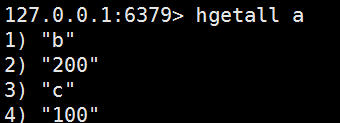 127.0.0.1:6379> hgetall a
1) "b"
2) "200"
3) "c"
4) "100"